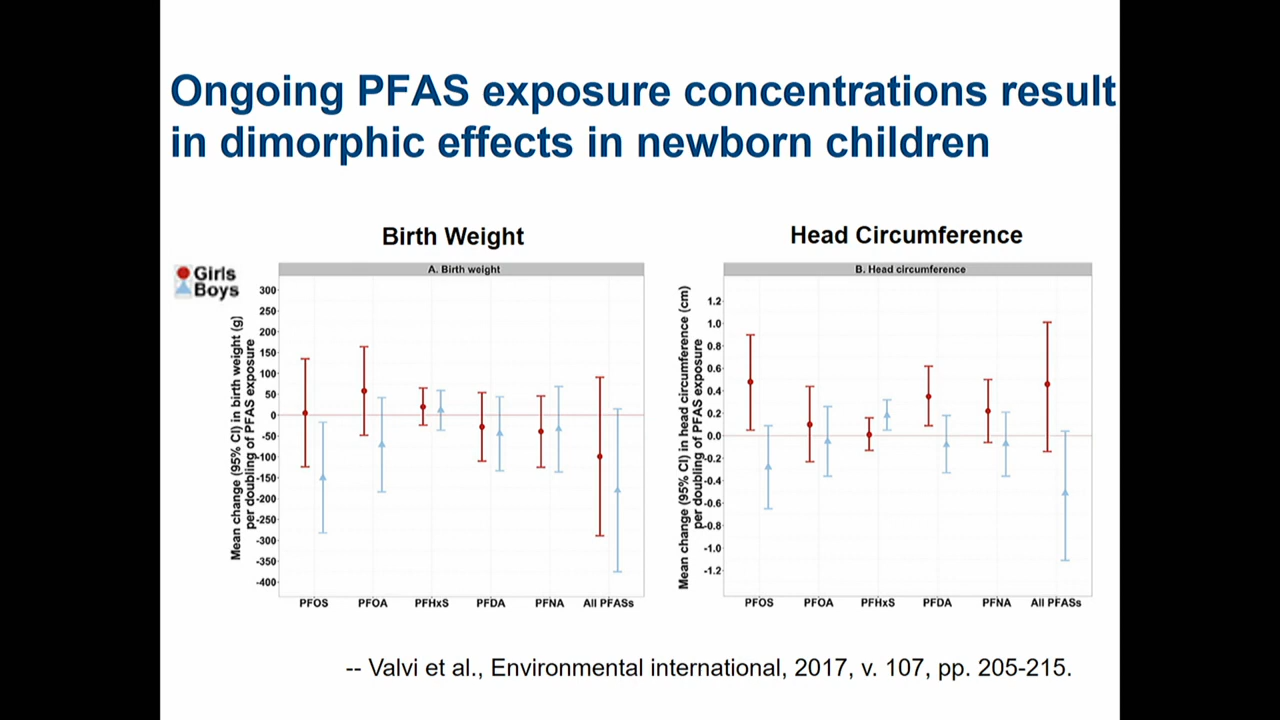 Ongoing PFAS exposure concentrations result
in dimorphic effects in newborn children
Birth Weight
Head Circumference
Girls
Boys
A. Birth weight
Mean change (95% CI) in birth weight (g)
per doubling of PFAS exposure
300
250
200
150
100
50
0
-50
-100
-150
-200
-250
-300
-350
-400
PFOS PFOA PFHxS PFDA PFNA All PFASs
B. Head circumference
Mean change (95% CI) in head circumference (cm)
per doubling of PFAS exposure
1.2
1.0
0.8
0.6
0.4
0.2
0.0
-0.2
-0.4
-0.6
-0.8
-1.0
-1.2
PFOS PFOA PFHxS PFDA PFNA All PFASs
-- Valvi et al., Environmental international, 2017, v. 107, pp. 205-215.